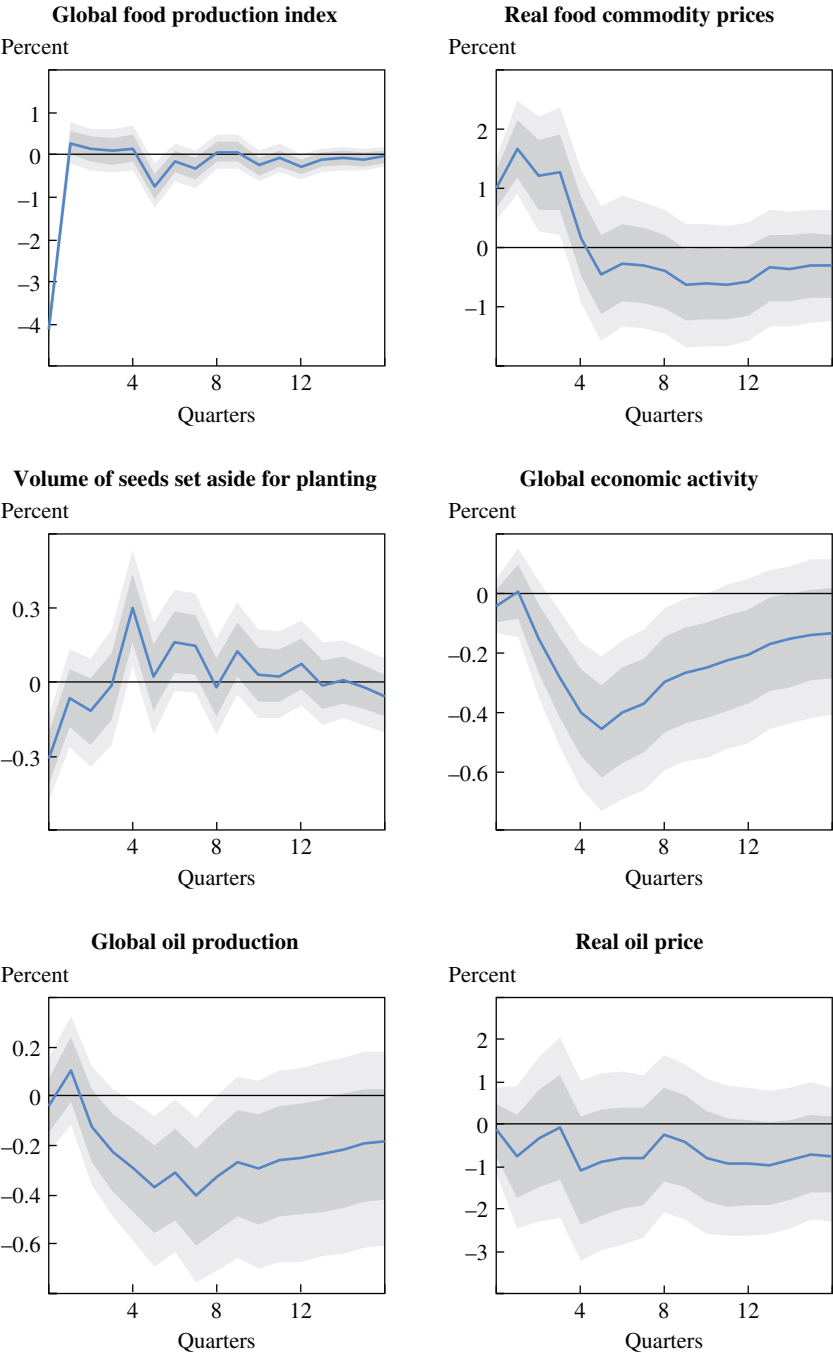 Global food production index
Percent
1
0
–1
–2
–3
–4
4 8 12
Quarters
Real food commodity prices
Percent
2
1
0
–1
4 8 12
Quarters
Volume of seeds set aside for planting
Percent
0.3
0
–0.3
4 8 12
Quarters
Global economic activity
Percent
0
–0.2
–0.4
–0.6
4 8 12
Quarters
Global oil production
Percent
0.2
0
–0.2
–0.4
–0.6
4 8 12
Quarters
Real oil price
Percent
2
1
0
–1
–2
–3
4 8 12
Quarters